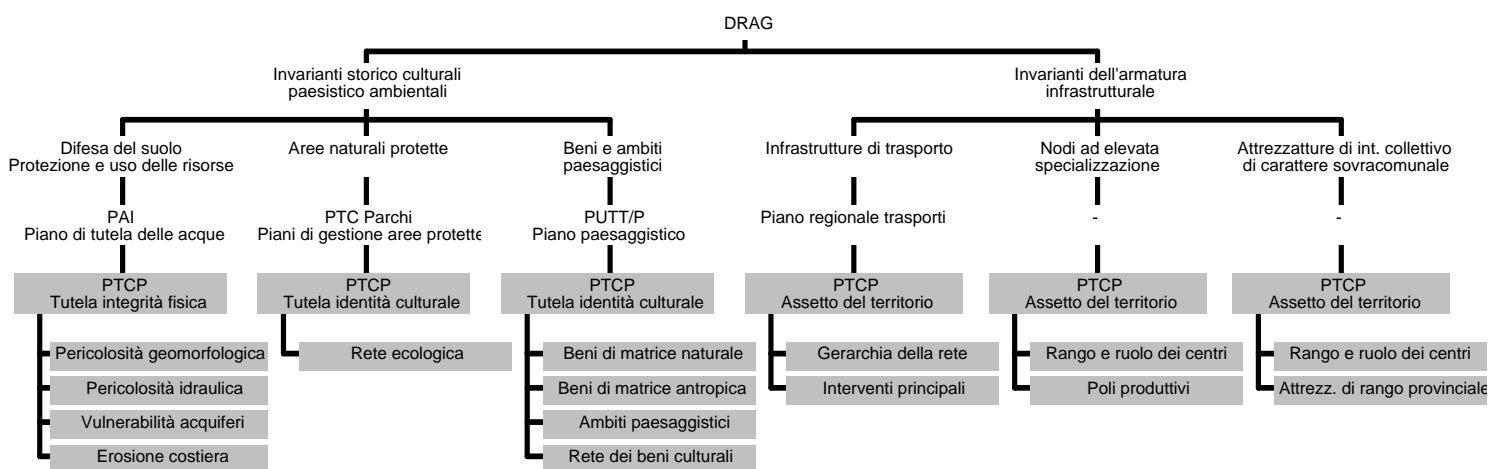 DRAG
Invarianti storico culturali
paesistico ambientali
Invarianti dell'armatura
infrastrutturale
Difesa del suolo
Protezione e uso delle risorse
Aree naturali protette
Beni e ambiti
paesaggistici
Infrastrutture di trasporto
Nodi ad elevata
specializzazione
Attrezzatture di int. collettivo
di carattere sovracomunale
PAI
Piano di tutela delle acque
PTC Parchi
Piani di gestione aree protette
PUTT/P
Piano paesaggistico
Piano regionale trasporti
-
-
PTCP
Tutela integrità fisica
PTCP
Tutela identità culturale
PTCP
Tutela identità culturale
PTCP
Assetto del territorio
PTCP
Assetto del territorio
PTCP
Assetto del territorio
Pericolosità geomorfologica
Pericolosità idraulica
Vulnerabilità acquiferi
Erosione costiera
Rete ecologica
Beni di matrice naturale
Beni di matrice antropica
Ambiti paesaggistici
Rete dei beni culturali
Gerarchia della rete
Interventi principali
Rango e ruolo dei centri
Poli produttivi
Rango e ruolo dei centri
Attrezz. di rango provinciale